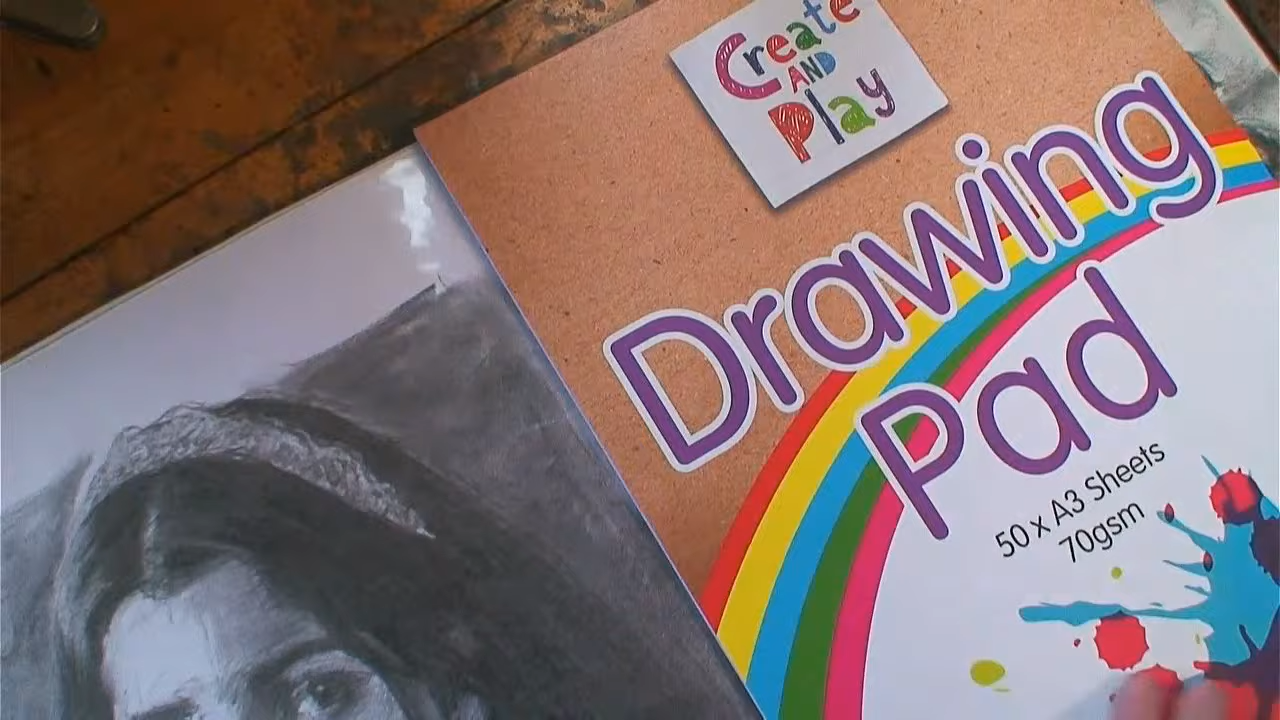 Create
AND
Play
Drawing
Pad
50 x A3 Sheets
70gsm